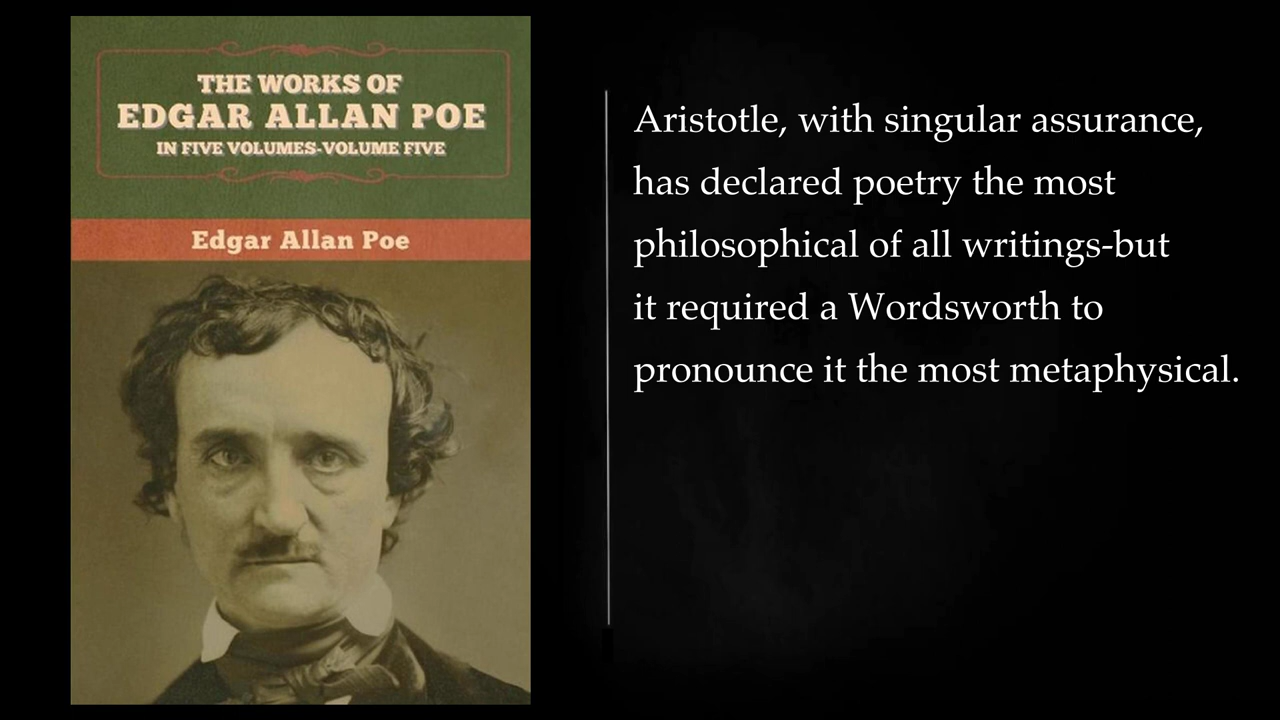 THE WORKS OF
EDGAR ALLAN POE
IN FIVE VOLUMES-VOLUME FIVE
Edgar Allan Poe
Aristotle, with singular assurance,
has declared poetry the most
philosophical of all writings-but
it required a Wordsworth to
pronounce it the most metaphysical.